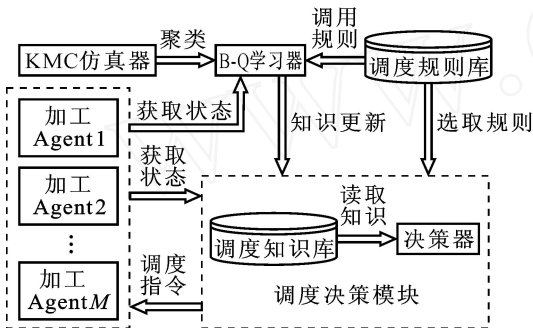 聚类
调用
规则
KMC仿真器
B-Q学习器
调度规则库
加工
Agent1
获取状态
知识更新
选取规则
加工
Agent2
获取
状态
⋮
调度知识库
读取
知识
决策器
加工
AgentM
调度
指令
调度决策模块